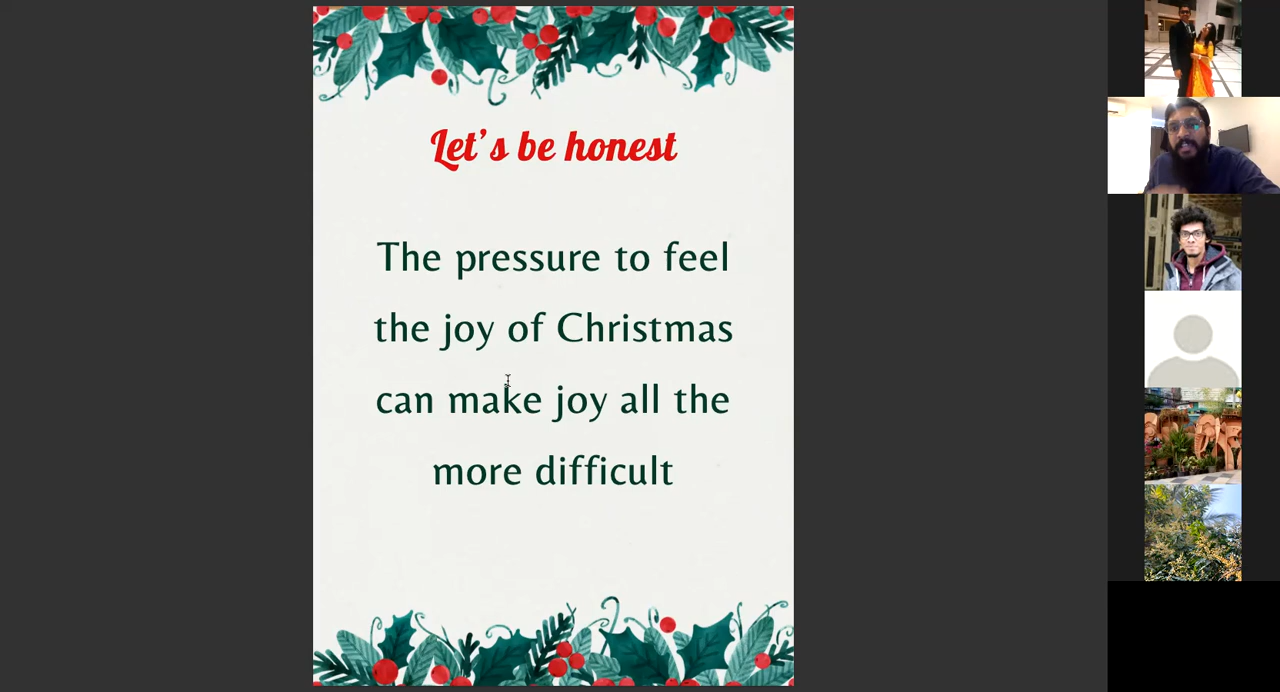 Let's be honest
The pressure to feel
the joy of Christmas
can make joy all the
more difficult